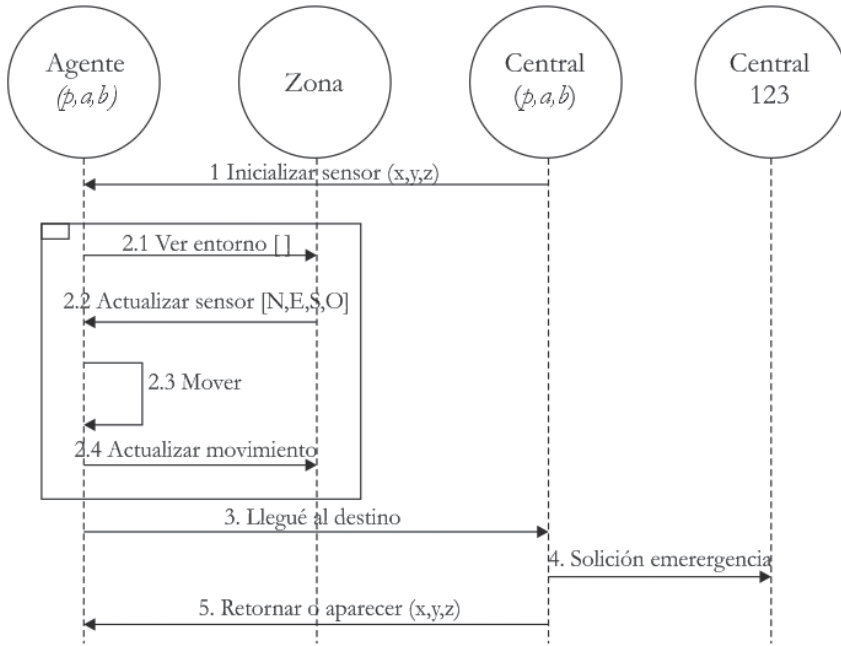 Agente
(p,a,b)
Zona
Central
(p,a,b)
Central
123
1 Inicializar sensor (x,y,z)
2.1 Ver entorno [ ]
2.2 Actualizar sensor [N,E,S,O]
2.3 Mover
2.4 Actualizar movimiento
3. Llegué al destino
4. Solición emerergencia
5. Retornar o aparecer (x,y,z)